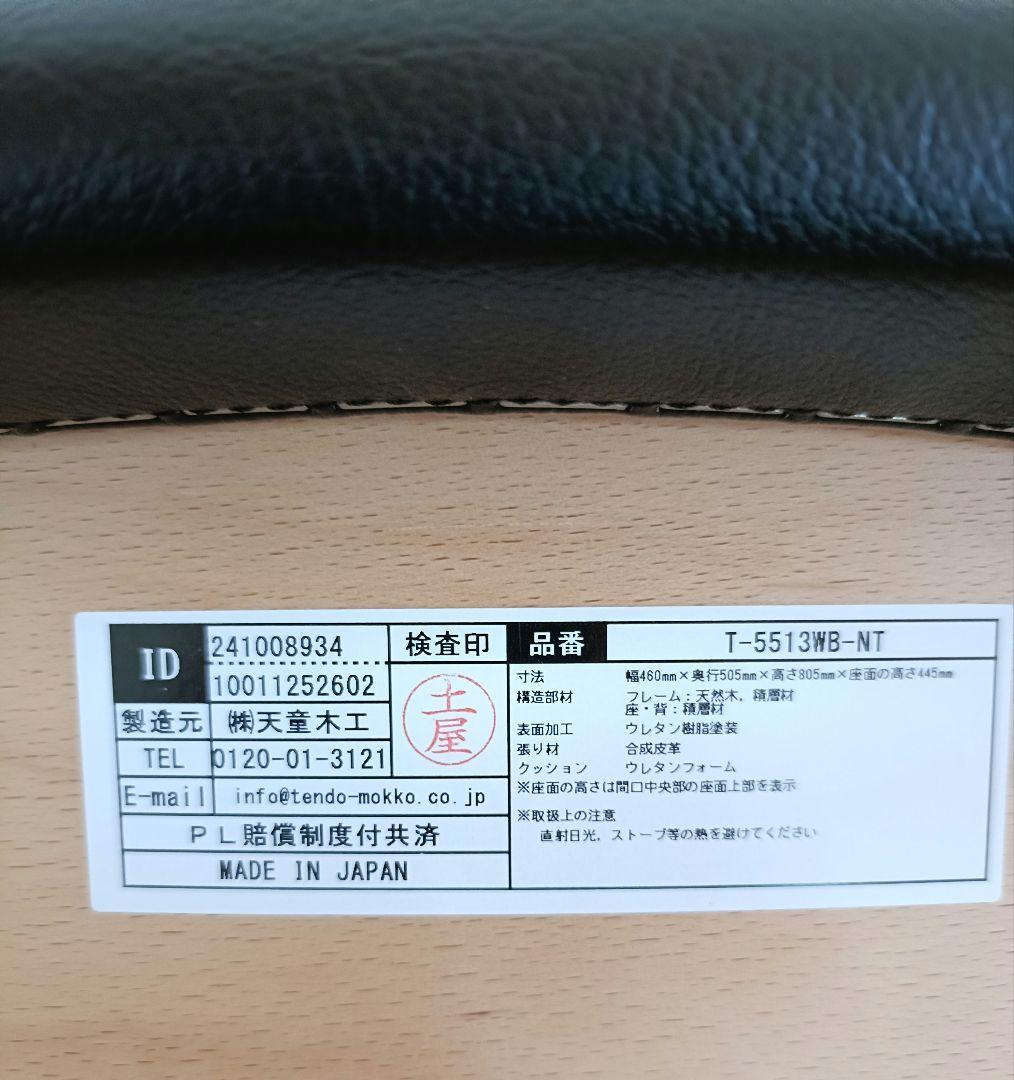 ID
241008934
10011252602
検査印
土屋
製造元 ㈱天童木工
TEL 0120-01-3121
E-mail info@tendo-mokko.co.jp
PL賠償制度付共済
MADE IN JAPAN
品番 T-5513WB-NT
寸法 幅460mm×奥行505mm×高さ805mm×座面の高さ445mm
構造部材 フレーム：天然木，積層材
座・背：積層材
表面加工 ウレタン樹脂塗装
張り材 合成皮革
クッション ウレタンフォーム
※座面の高さは間口中央部の座面上部を表示
※取扱上の注意
直射日光，ストーブ等の熱を避けてください